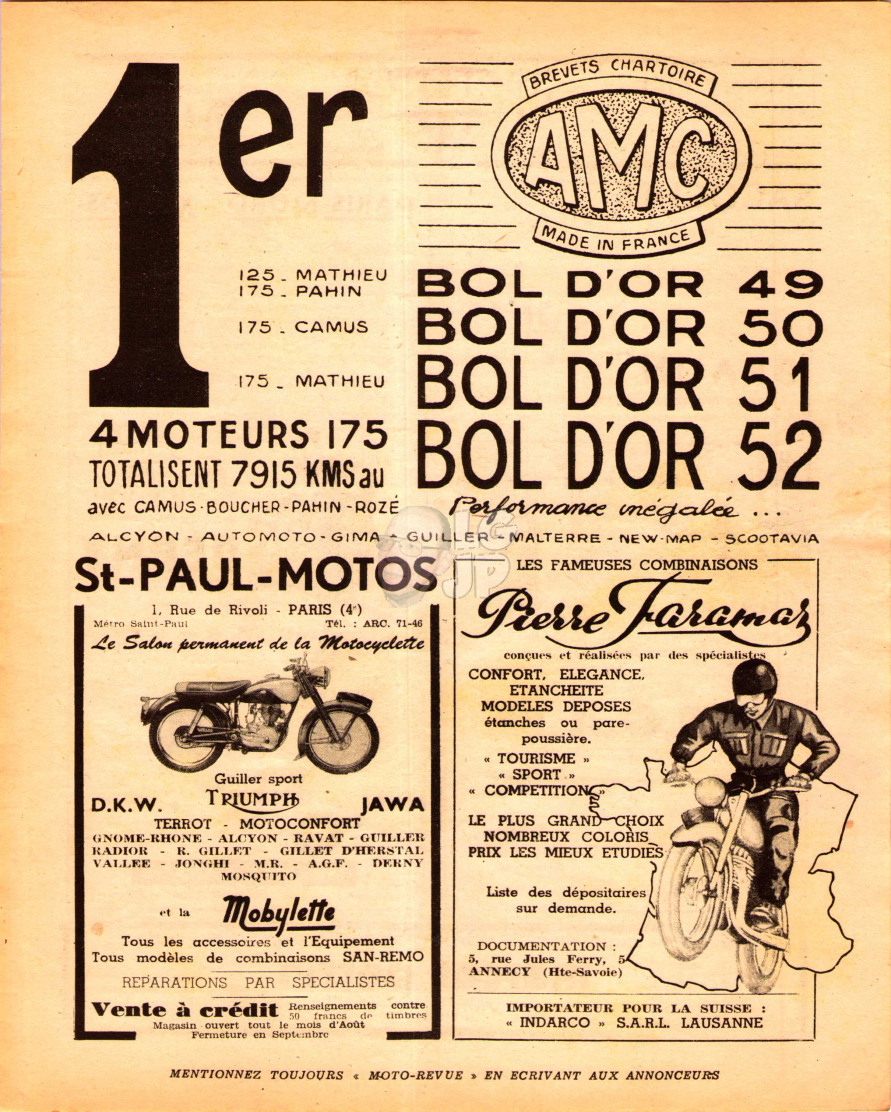 1er
BREVETS CHARTOIRE
AMC
MADE IN FRANCE
125 - MATHIEU
175 - PAHIN
BOL D'OR 49
175 - CAMUS
BOL D'OR 50
175 - MATHIEU
BOL D'OR 51
4 MOTEURS 175
TOTALISENT 7915 KMS au
BOL D'OR 52
avec CAMUS - BOUCHER - PAHIN - ROZÉ
Performance inégalée ...
ALCYON - AUTOMOTO - GIMA - GUILLER - MALTERRE - NEW-MAP - SCOOTAVIA
LGJP
St-PAUL-MOTOS
1, Rue de Rivoli - PARIS (4e)
Métro Saint-Paul Tél. : ARC. 71-46
Le Salon permanent de la Motocyclette
Guiller sport
D.K.W. TRIUMPH JAWA
TERROT - MOTOCONFORT
GNOME-RHONE - ALCYON - RAVAT - GUILLER
RADIOR - R. GILLET - GILLET D'HERSTAL
VALLEE - JONGHI - M.R. - A.G.F. - DERNY
MOSQUITO
et la Mobylette
Tous les accessoires et l'Equipement
Tous modèles de combinaisons SAN-REMO
REPARATIONS PAR SPECIALISTES
Vente à crédit Renseignements contre
50 francs de timbres
Magasin ouvert tout le mois d'Août
Fermeture en Septembre
LES FAMEUSES COMBINAISONS
Pierre Faramaz
conçues et réalisées par des spécialistes
CONFORT, ELEGANCE,
ETANCHEITE
MODELES DEPOSES
étanches ou pare-
poussière.
« TOURISME »
« SPORT »
« COMPETITION »
LE PLUS GRAND CHOIX
NOMBREUX COLORIS
PRIX LES MIEUX ETUDIES
Liste des dépositaires
sur demande.
DOCUMENTATION :
5, rue Jules Ferry, 5
ANNECY (Hte-Savoie)
IMPORTATEUR POUR LA SUISSE :
« INDARCO » S.A.R.L. LAUSANNE
MENTIONNEZ TOUJOURS « MOTO-REVUE » EN ECRIVANT AUX ANNONCEURS